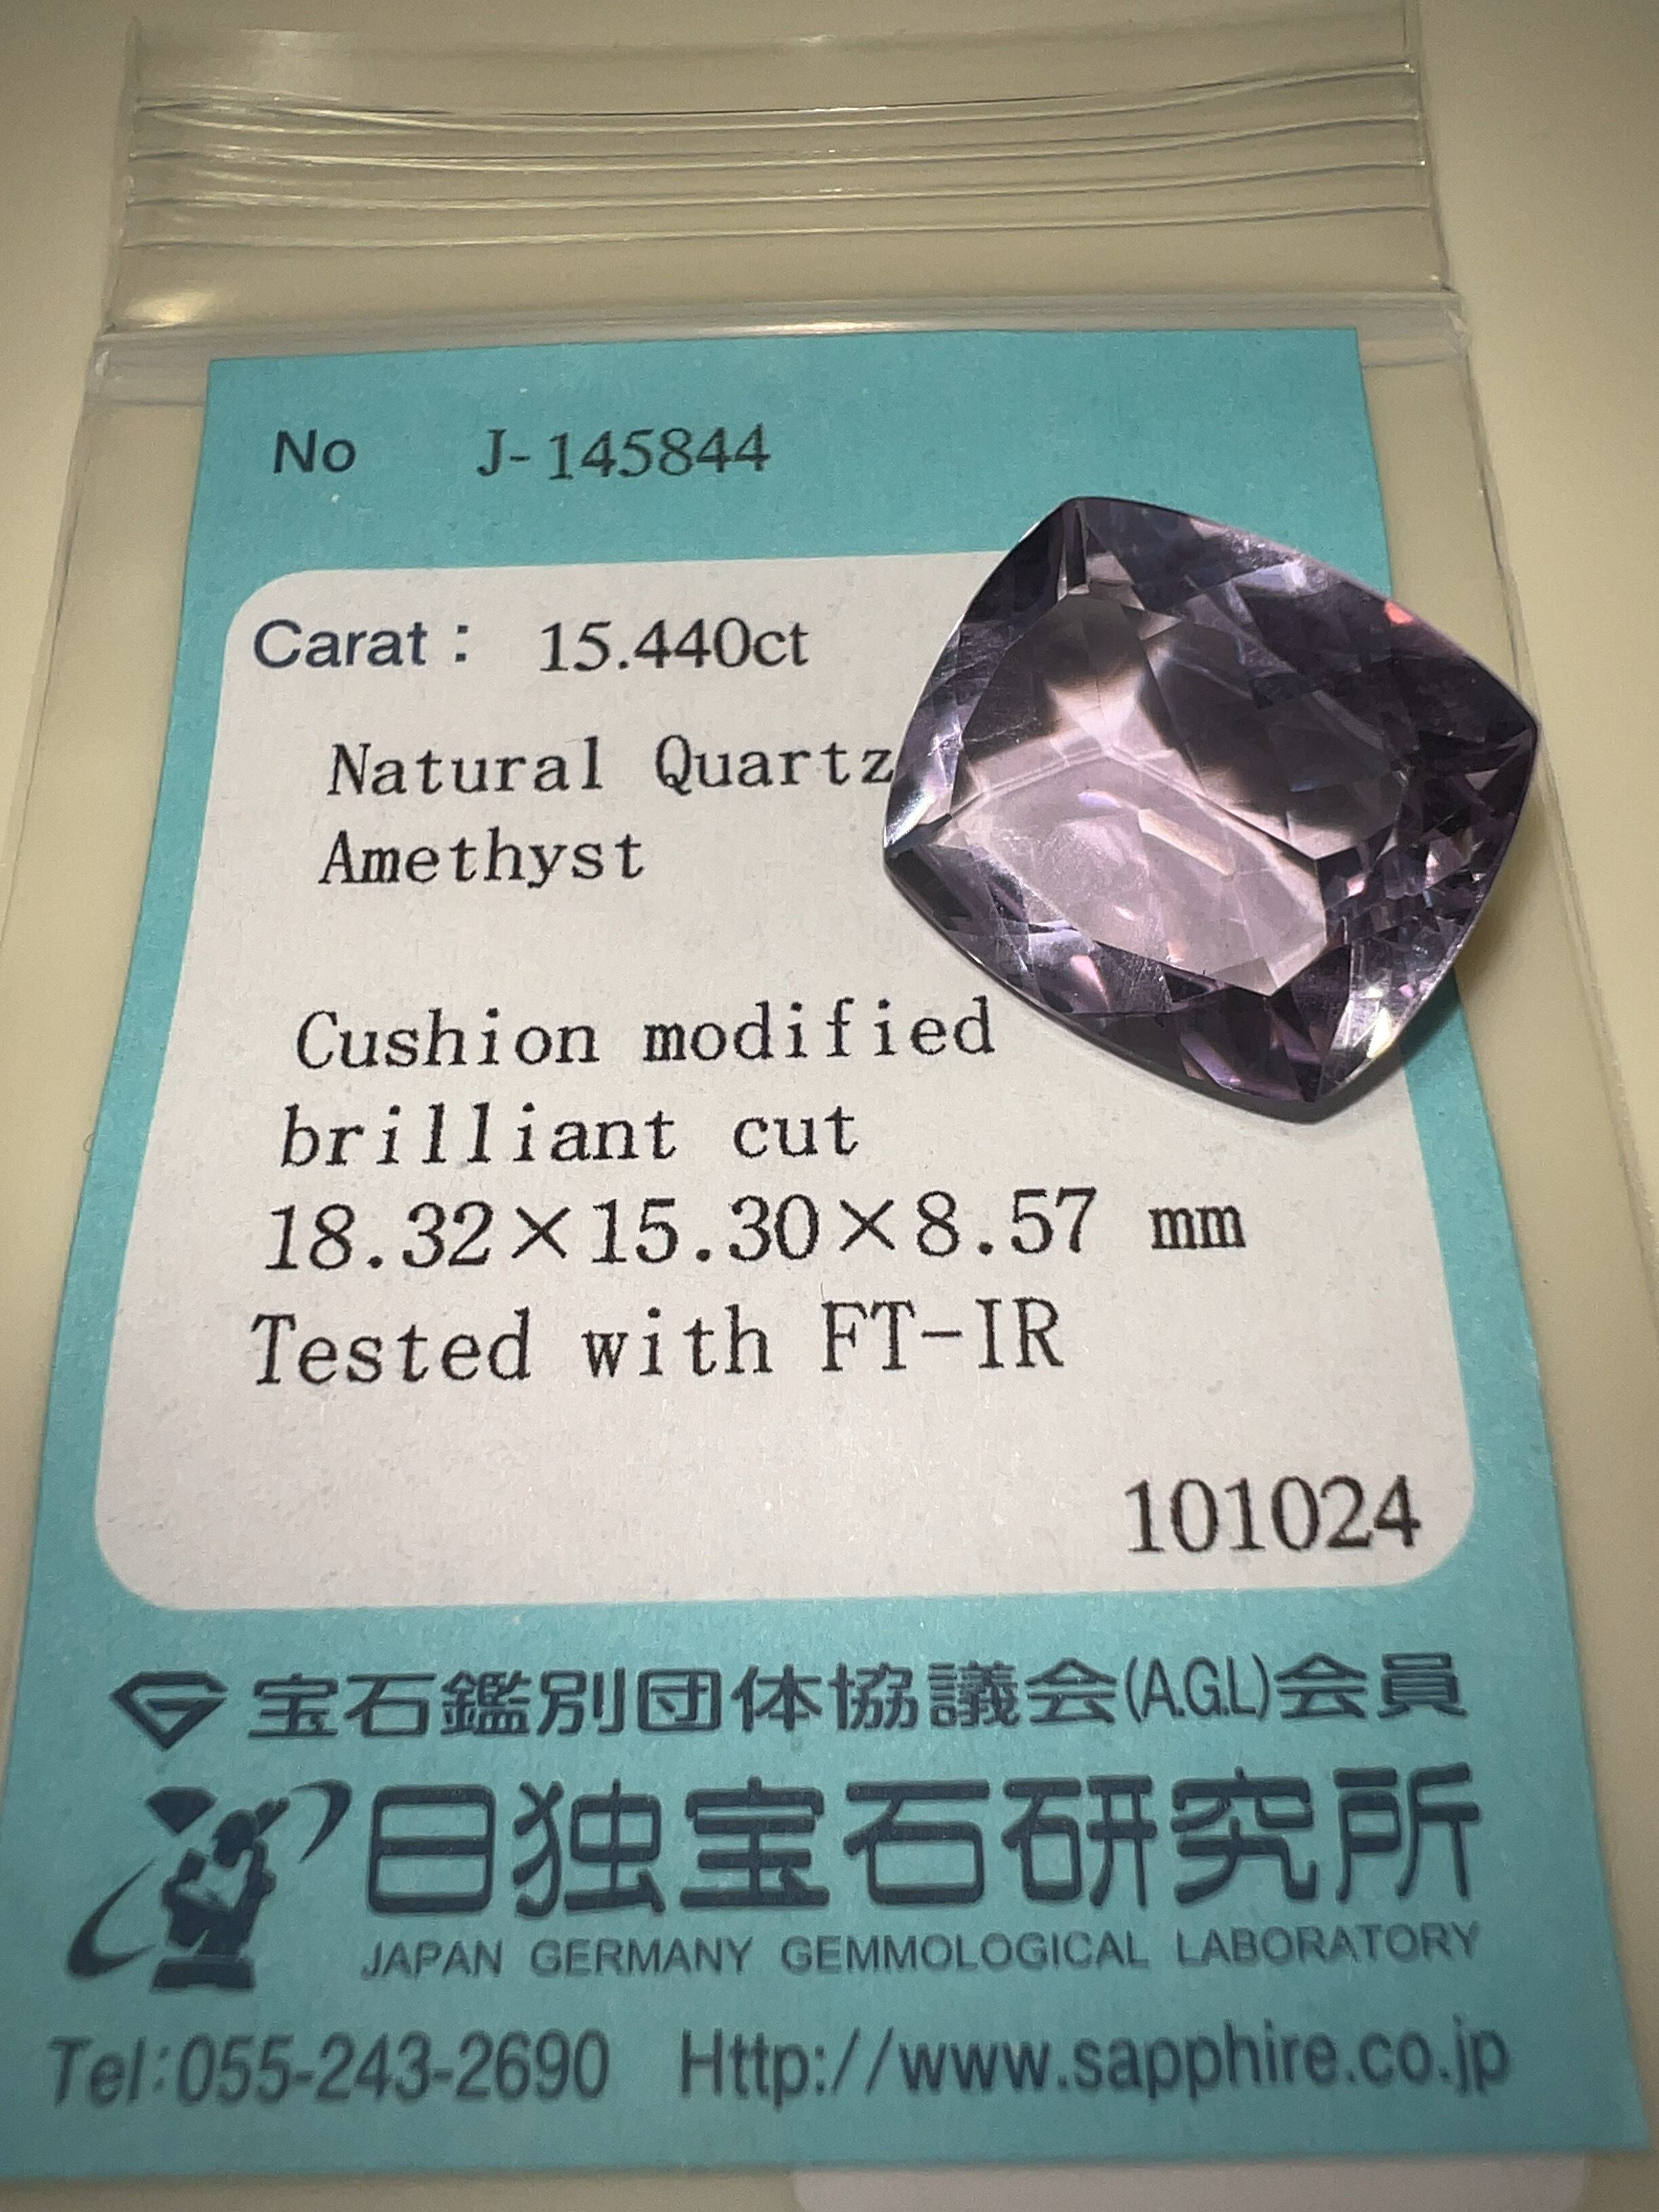 No J-145844
Carat： 15.440ct
Natural Quartz
Amethyst
Cushion modified
brilliant cut
18.32×15.30×8.57 mm
Tested with FT-IR
101024
宝石鑑別団体協議会(A.G.L)会員
日独宝石研究所
JAPAN GERMANY GEMMOLOGICAL LABORATORY
Tel:055-243-2690 Http://www.sapphire.co.jp